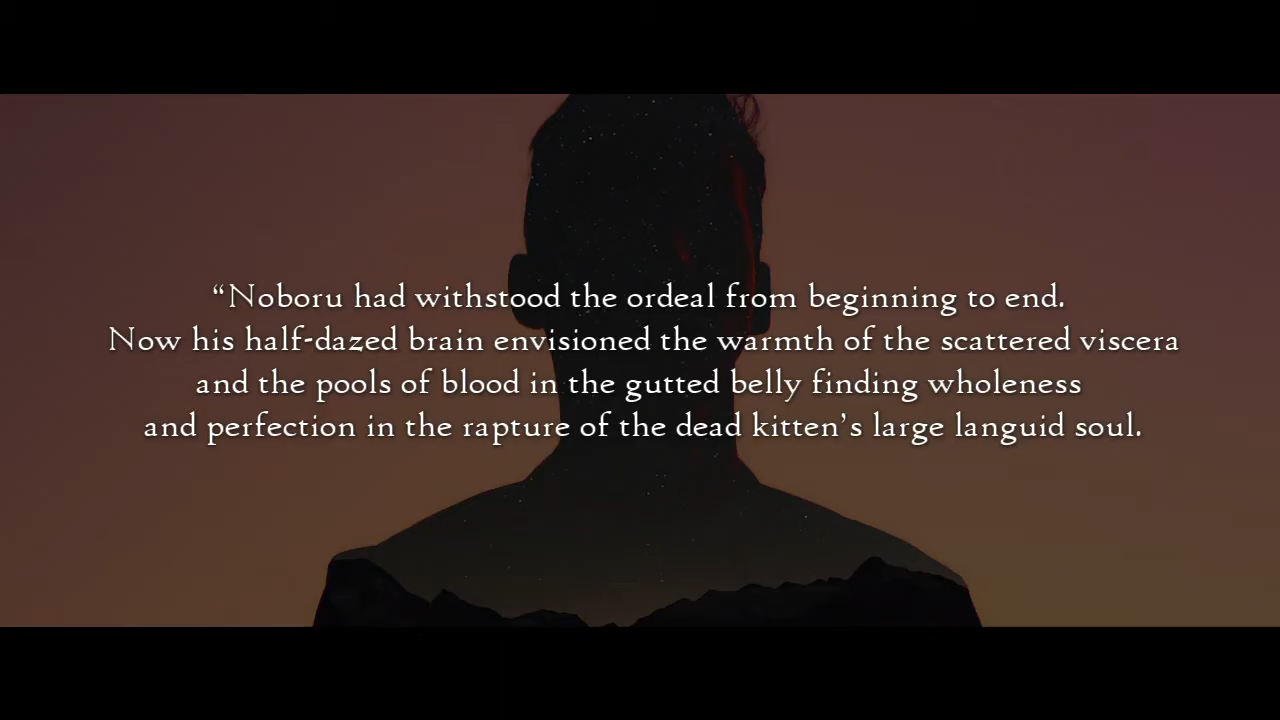 “Noboru had withstood the ordeal from beginning to end.
Now his half-dazed brain envisioned the warmth of the scattered viscera
and the pools of blood in the gutted belly finding wholeness
and perfection in the rapture of the dead kitten’s large languid soul.